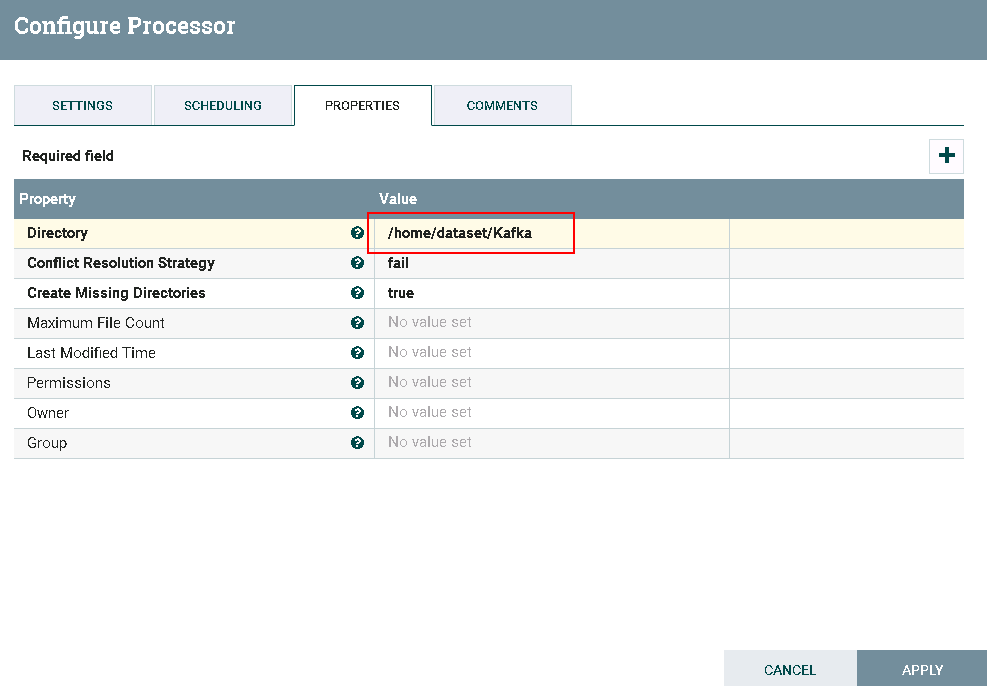 Configure Processor
SETTINGS SCHEDULING PROPERTIES COMMENTS
Required field
Property Value
Directory /home/dataset/Kafka
Conflict Resolution Strategy fail
Create Missing Directories true
Maximum File Count No value set
Last Modified Time No value set
Permissions No value set
Owner No value set
Group No value set
CANCEL APPLY